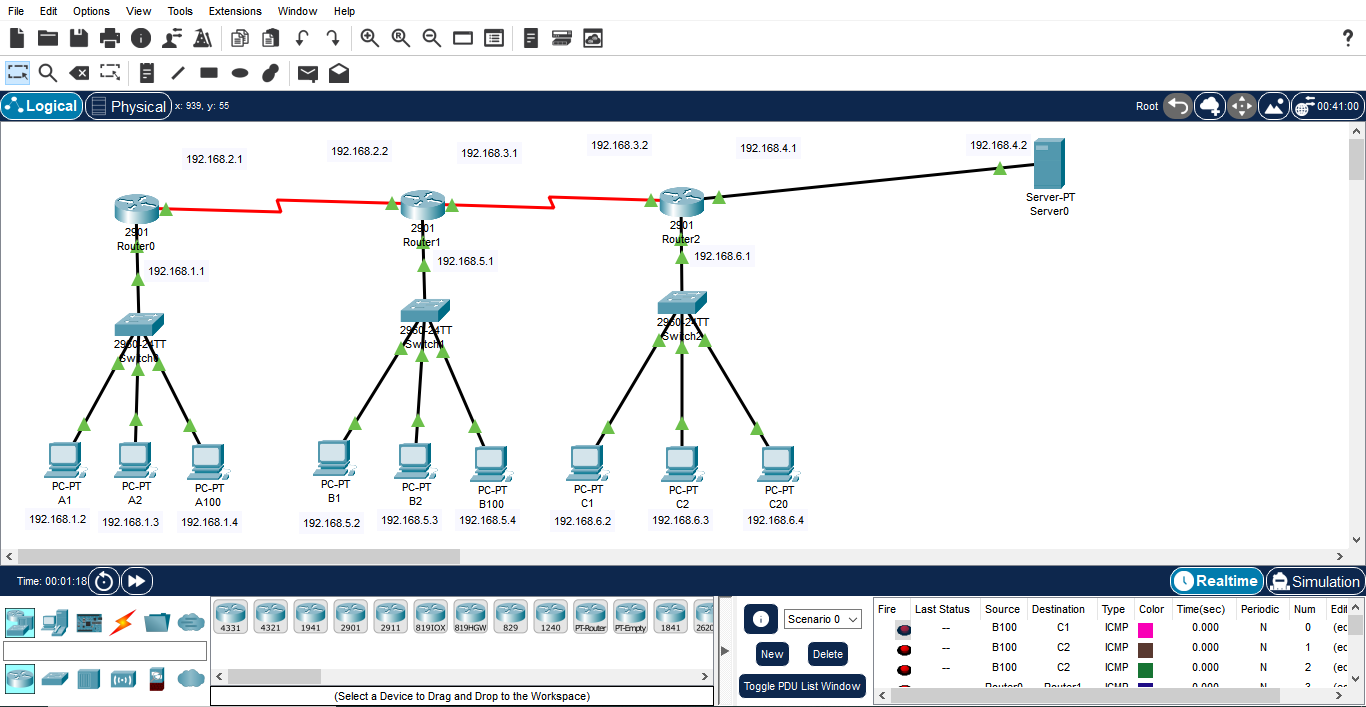 File Edit Options View Tools Extensions Window Help
?
Logical Physical x: 939, y: 55 Root 00:41:00
192.168.2.1 192.168.2.2 192.168.3.1 192.168.3.2 192.168.4.1 192.168.4.2
Server-PT
Server0
2901
Router0
2901
Router1
2901
Router2
192.168.1.1 192.168.5.1 192.168.6.1
2960-24TT
Switch0
2960-24TT
Switch1
2960-24TT
Switch2
PC-PT
A1
PC-PT
A2
PC-PT
A100
PC-PT
B1
PC-PT
B2
PC-PT
B100
PC-PT
C1
PC-PT
C2
PC-PT
C20
192.168.1.2 192.168.1.3 192.168.1.4 192.168.5.2 192.168.5.3 192.168.5.4 192.168.6.2 192.168.6.3 192.168.6.4
Time: 00:01:18 Realtime Simulation
4331 4321 1941 2901 2911 819IOX 819HGW 829 1240 PT-Router PT-Empty 1841 2620
(Select a Device to Drag and Drop to the Workspace)
Scenario 0
New Delete
Toggle PDU List Window
Fire Last Status Source Destination Type Color Time(sec) Periodic Num Edi
-- B100 C1 ICMP 0.000 N 0 (ec
-- B100 C2 ICMP 0.000 N 1 (ec
-- B100 C2 ICMP 0.000 N 2 (ec
-- Router0 Router1 ICMP 0.000 N 3 (ec